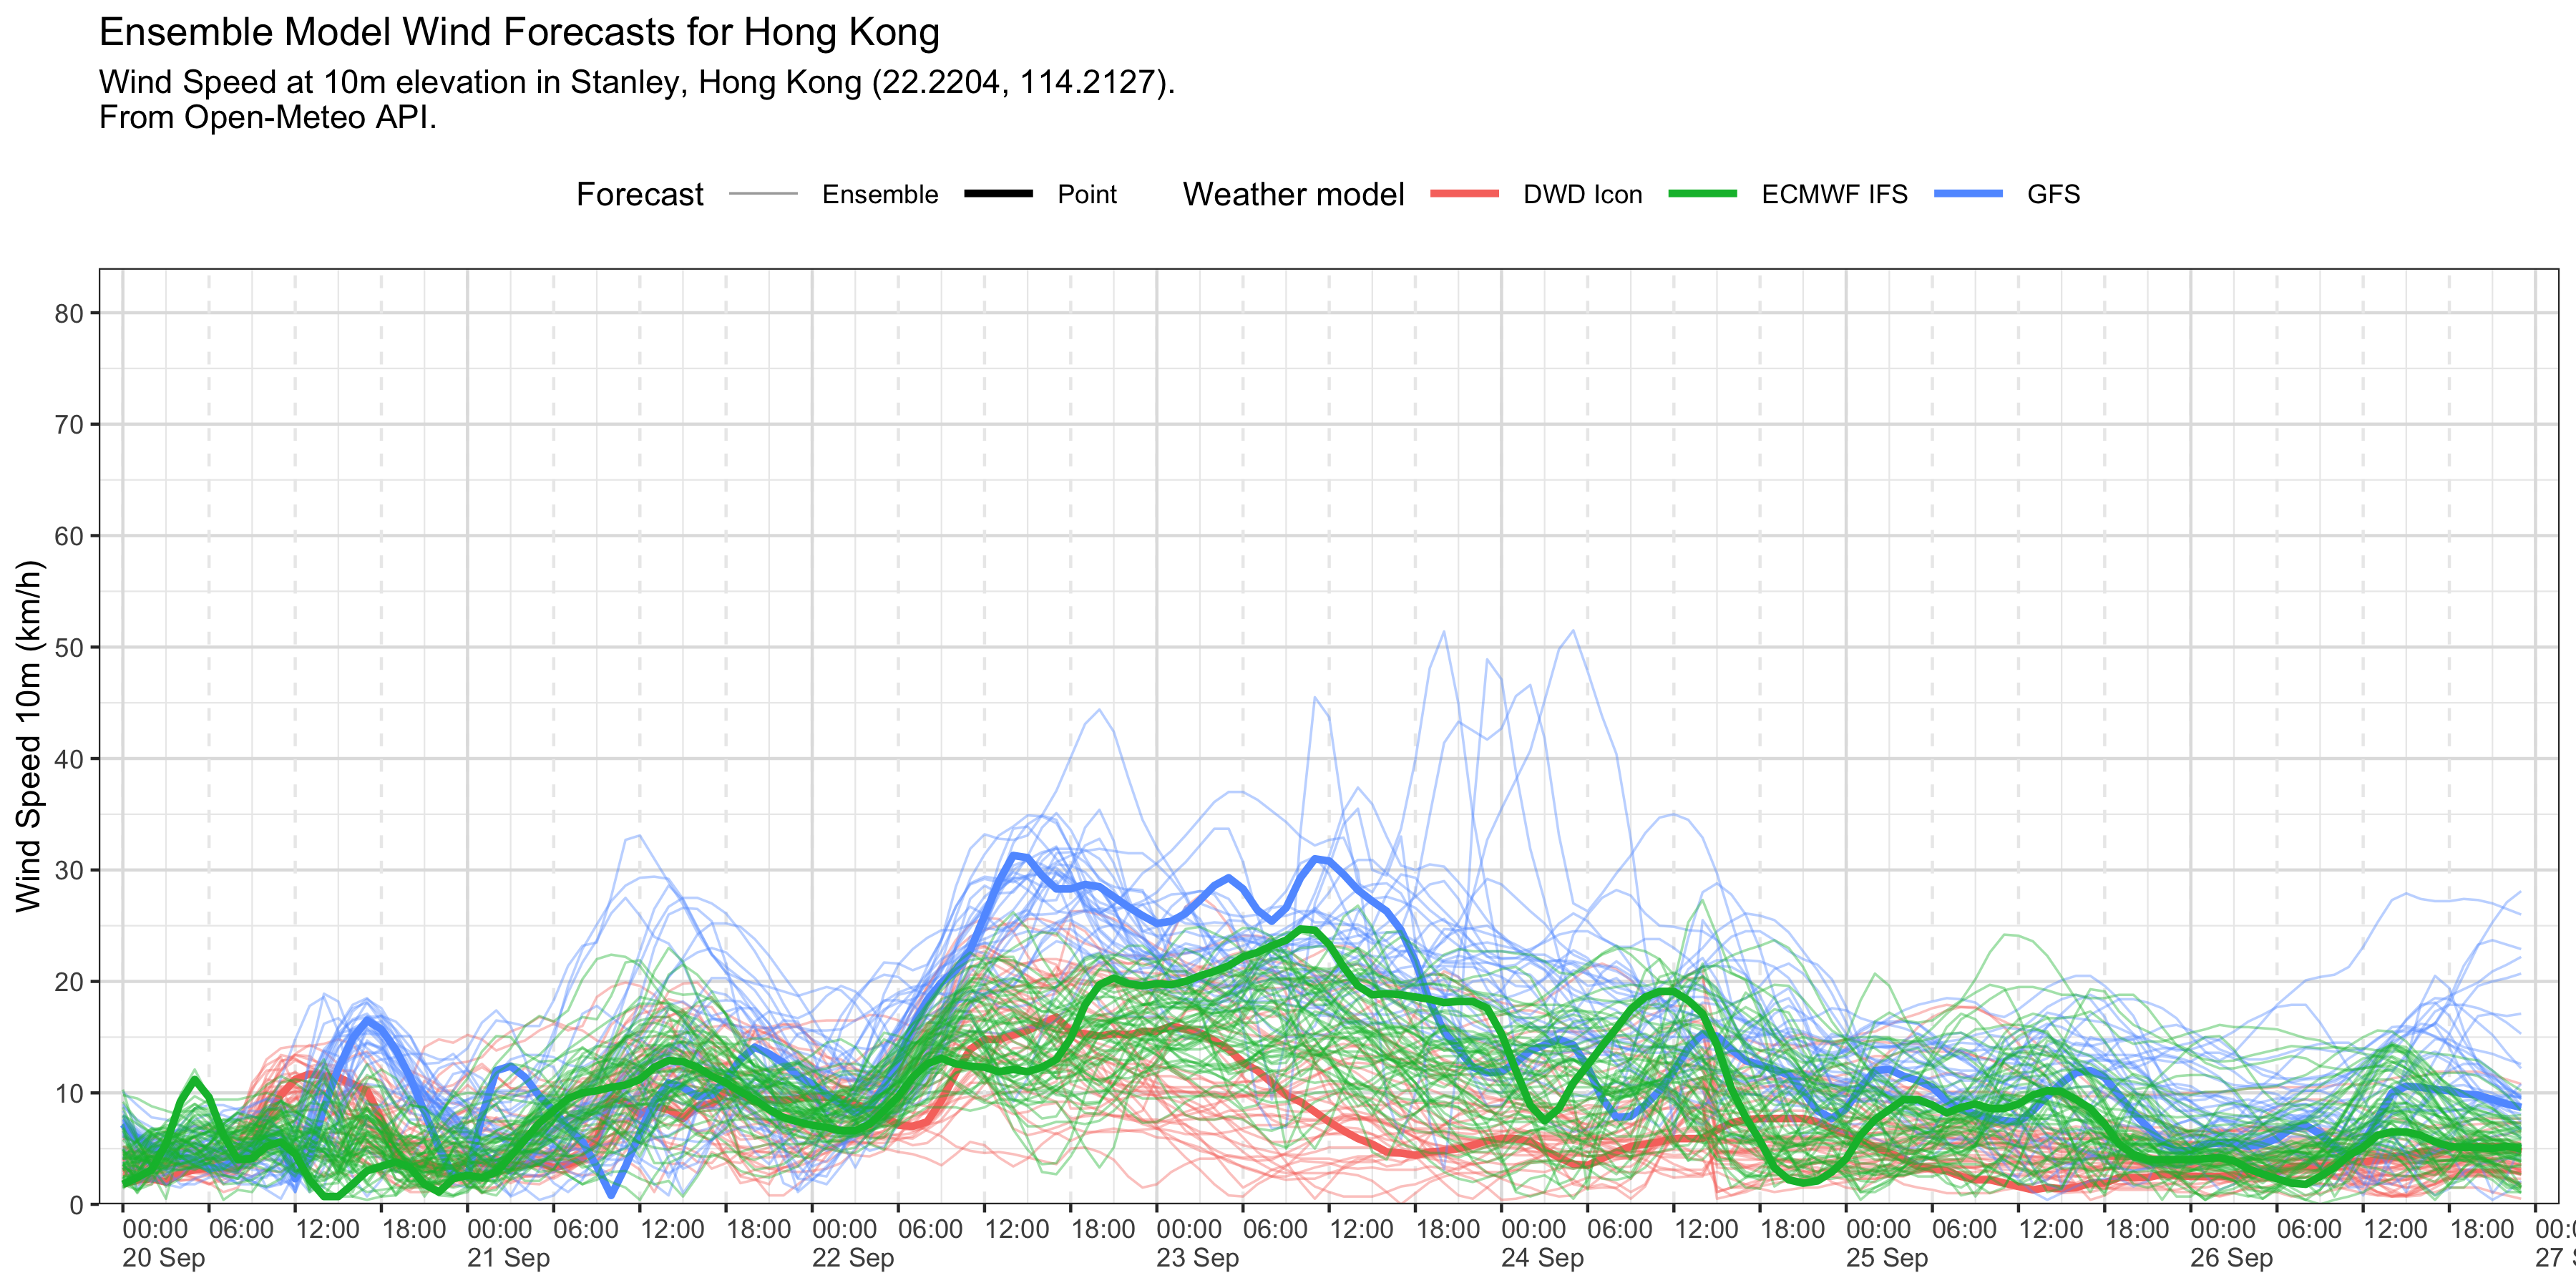 Ensemble Model Wind Forecasts for Hong Kong
Wind Speed at 10m elevation in Stanley, Hong Kong (22.2204, 114.2127).
From Open-Meteo API.
Forecast Ensemble Point Weather model DWD Icon ECMWF IFS GFS
Wind Speed 10m (km/h)
80
70
60
50
40
30
20
10
0
00:00 06:00 12:00 18:00 00:00 06:00 12:00 18:00 00:00 06:00 12:00 18:00 00:00 06:00 12:00 18:00 00:00 06:00 12:00 18:00 00:00 06:00 12:00 18:00 00:00 06:00 12:00 18:00 00:0
20 Sep 21 Sep 22 Sep 23 Sep 24 Sep 25 Sep 26 Sep 27 S